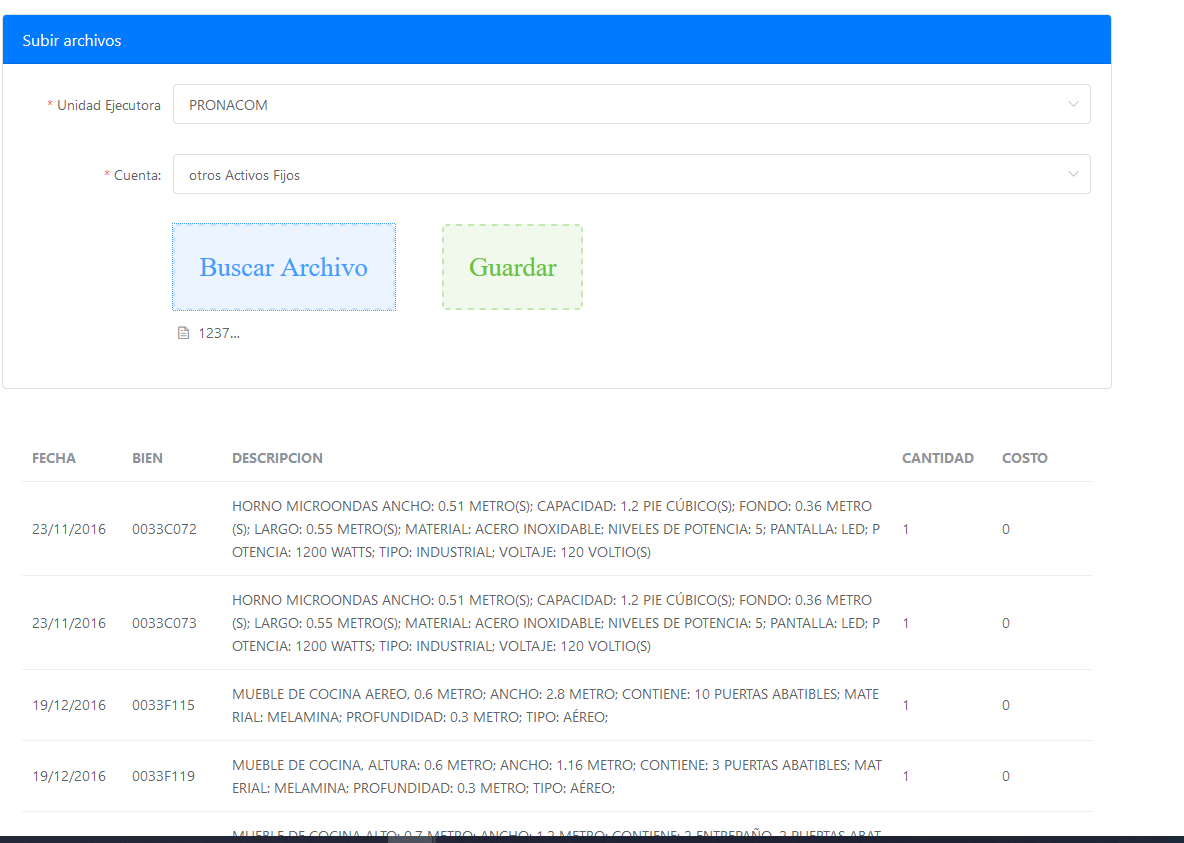 Subir archivos
* Unidad Ejecutora
PRONACOM
* Cuenta:
otros Activos Fijos
Buscar Archivo
Guardar
1237...
FECHA BIEN DESCRIPCION CANTIDAD COSTO
HORNO MICROONDAS ANCHO: 0.51 METRO(S); CAPACIDAD: 1.2 PIE CÚBICO(S); FONDO: 0.36 METRO
23/11/2016 0033C072 (S); LARGO: 0.55 METRO(S); MATERIAL: ACERO INOXIDABLE; NIVELES DE POTENCIA: 5; PANTALLA: LED; P 1 0
OTENCIA: 1200 WATTS; TIPO: INDUSTRIAL; VOLTAJE: 120 VOLTIO(S)
HORNO MICROONDAS ANCHO: 0.51 METRO(S); CAPACIDAD: 1.2 PIE CÚBICO(S); FONDO: 0.36 METRO
23/11/2016 0033C073 (S); LARGO: 0.55 METRO(S); MATERIAL: ACERO INOXIDABLE; NIVELES DE POTENCIA: 5; PANTALLA: LED; P 1 0
OTENCIA: 1200 WATTS; TIPO: INDUSTRIAL; VOLTAJE: 120 VOLTIO(S)
19/12/2016 0033F115 MUEBLE DE COCINA AEREO, 0.6 METRO; ANCHO: 2.8 METRO; CONTIENE: 10 PUERTAS ABATIBLES; MATE 1 0
RIAL: MELAMINA; PROFUNDIDAD: 0.3 METRO; TIPO: AÉREO;
19/12/2016 0033F119 MUEBLE DE COCINA, ALTURA: 0.6 METRO; ANCHO: 1.16 METRO; CONTIENE: 3 PUERTAS ABATIBLES; MAT 1 0
ERIAL: MELAMINA; PROFUNDIDAD: 0.3 METRO; TIPO: AÉREO;
MUEBLE DE COCINA ALTO: 0.7 METRO; ANCHO: 1.2 METRO; CONTIENE: 2 ENTREPAÑO, 2 PUERTAS ABAT